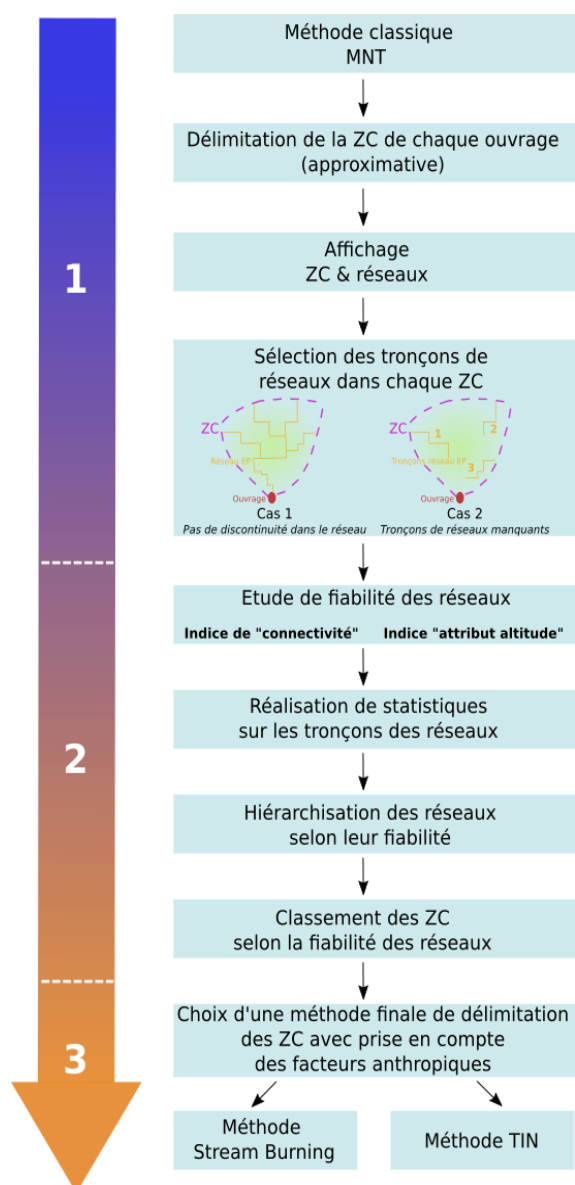 Méthode classique
MNT
Délimitation de la ZC de chaque ouvrage
(approximative)
1
Affichage
ZC & réseaux
Sélection des tronçons de
réseaux dans chaque ZC
ZC
Réseau EP
Ouvrage
Cas 1
Pas de discontinuité dans le réseau
ZC
1
2
Tronçons réseau EP
3
Ouvrage
Cas 2
Tronçons de réseaux manquants
Etude de fiabilité des réseaux
Indice de "connectivité"
Indice "attribut altitude"
2
Réalisation de statistiques
sur les tronçons des réseaux
Hiérarchisation des réseaux
selon leur fiabilité
Classement des ZC
selon la fiabilité des réseaux
3
Choix d'une méthode finale de délimitation
des ZC avec prise en compte
des facteurs anthropiques
Méthode
Stream Burning
Méthode TIN